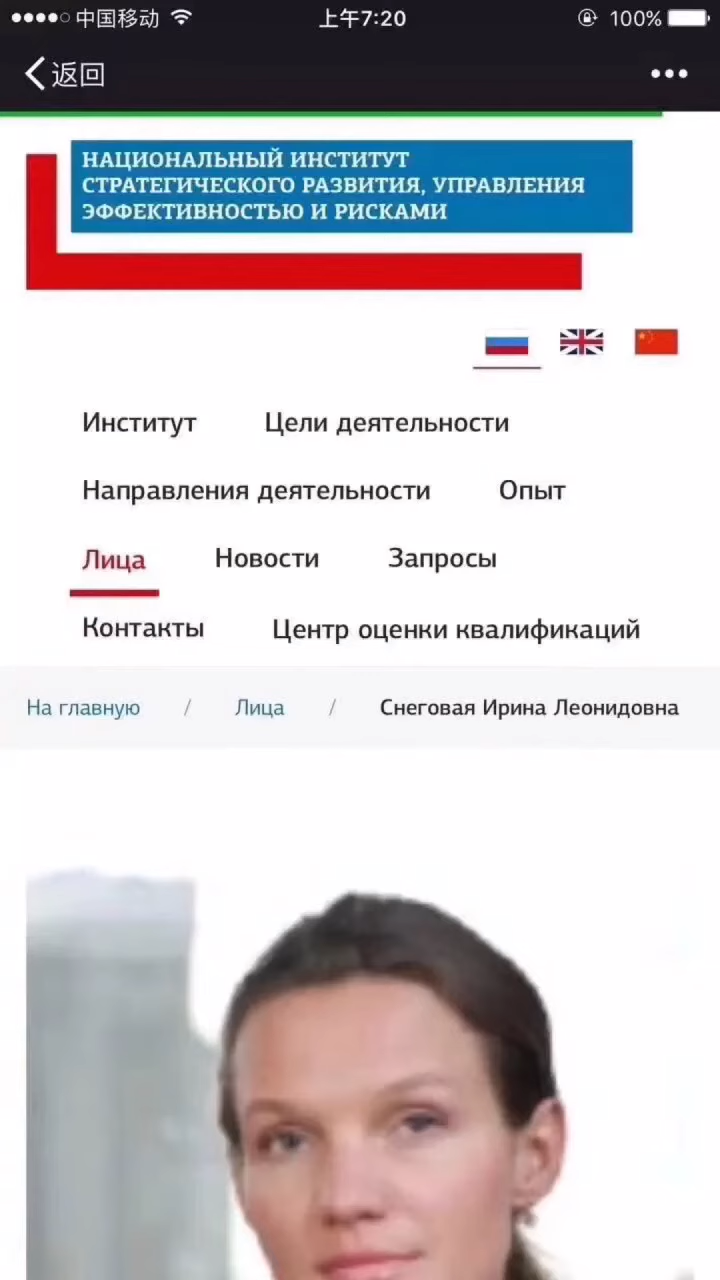 中国移动 上午7:20 100%
返回
НАЦИОНАЛЬНЫЙ ИНСТИТУТ
СТРАТЕГИЧЕСКОГО РАЗВИТИЯ, УПРАВЛЕНИЯ
ЭФФЕКТИВНОСТЬЮ И РИСКАМИ
Институт Цели деятельности
Направления деятельности Опыт
Лица Новости Запросы
Контакты Центр оценки квалификаций
На главную / Лица / Снеговая Ирина Леонидовна